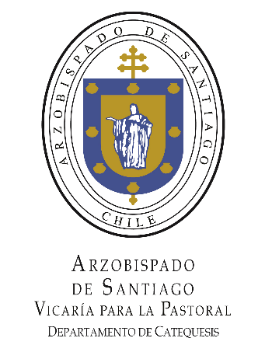 ARZOBISPADO DE SANTIAGO
CHILE
ARZOBISPADO
DE SANTIAGO
VICARÍA PARA LA PASTORAL
DEPARTAMENTO DE CATEQUESIS